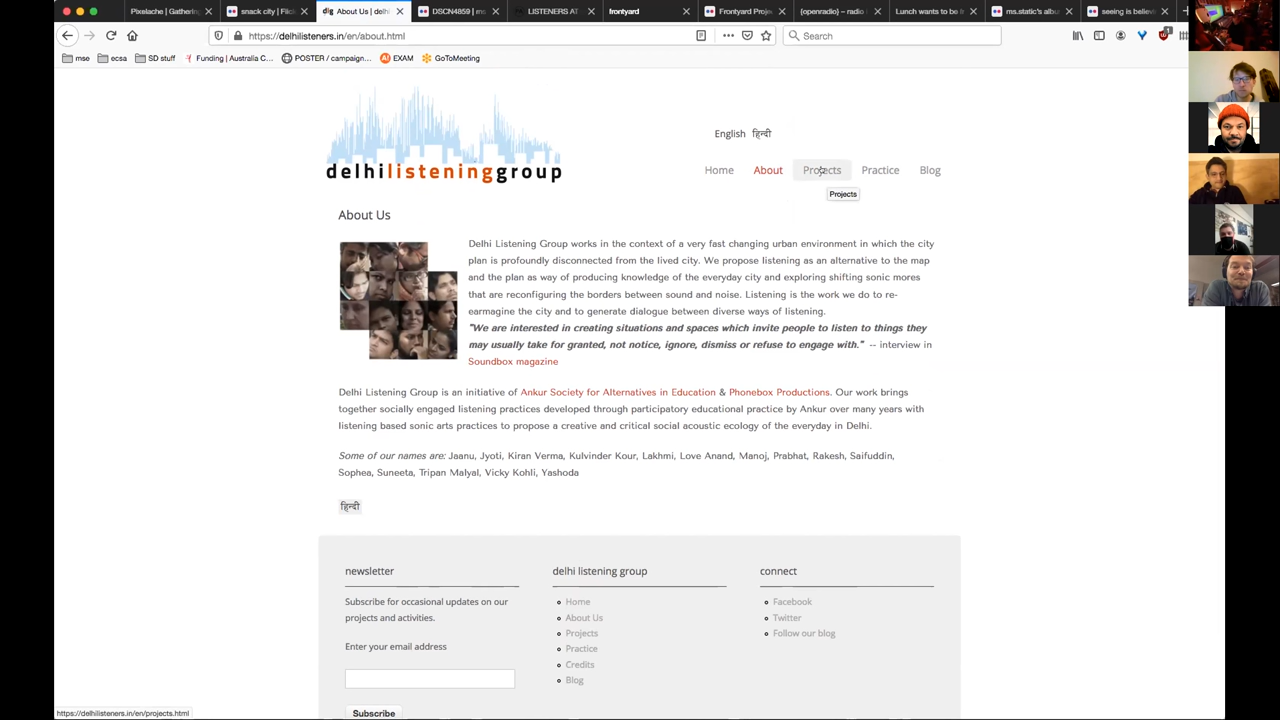 Pixelache | Gatherin
snack city | Flick
dig About Us | delhi
DSCN4859 | m
LISTENERS AT
frontyard
Frontyard Proje
{openradio} – radio
Lunch wants to be i
ms.static's albu
seeing is believi
https://delhilisteners.in/en/about.html
Search
1
mse ecsa SD stuff Funding | Australia C... POSTER / campaign... EXAM GoToMeeting
English हिन्दी
delhilisteninggroup
Home About Projects Practice Blog
Projects
About Us
Delhi Listening Group works in the context of a very fast changing urban environment in which the city
plan is profoundly disconnected from the lived city. We propose listening as an alternative to the map
and the plan as way of producing knowledge of the everyday city and exploring shifting sonic mores
that are reconfiguring the borders between sound and noise. Listening is the work we do to re-
earmagine the city and to generate dialogue between diverse ways of listening.
"We are interested in creating situations and spaces which invite people to listen to things they
may usually take for granted, not notice, ignore, dismiss or refuse to engage with." -- interview in
Soundbox magazine
Delhi Listening Group is an initiative of Ankur Society for Alternatives in Education & Phonebox Productions. Our work brings
together socially engaged listening practices developed through participatory educational practice by Ankur over many years with
listening based sonic arts practices to propose a creative and critical social acoustic ecology of the everyday in Delhi.
Some of our names are: Jaanu, Jyoti, Kiran Verma, Kulvinder Kour, Lakhmi, Love Anand, Manoj, Prabhat, Rakesh, Saifuddin,
Sophea, Suneeta, Tripan Malyal, Vicky Kohli, Yashoda
हिन्दी
newsletter
Subscribe for occasional updates on our
projects and activities.
Enter your email address
Subscribe
delhi listening group
Home
About Us
Projects
Practice
Credits
Blog
connect
Facebook
Twitter
Follow our blog
https://delhilisteners.in/en/projects.html